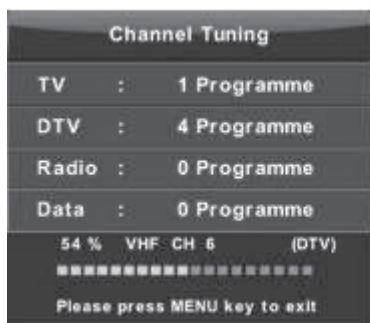 Channel Tuning
TV : 1 Programme
DTV : 4 Programme
Radio : 0 Programme
Data : 0 Programme
54 % VHF CH 6 (DTV)
Please press MENU key to exit